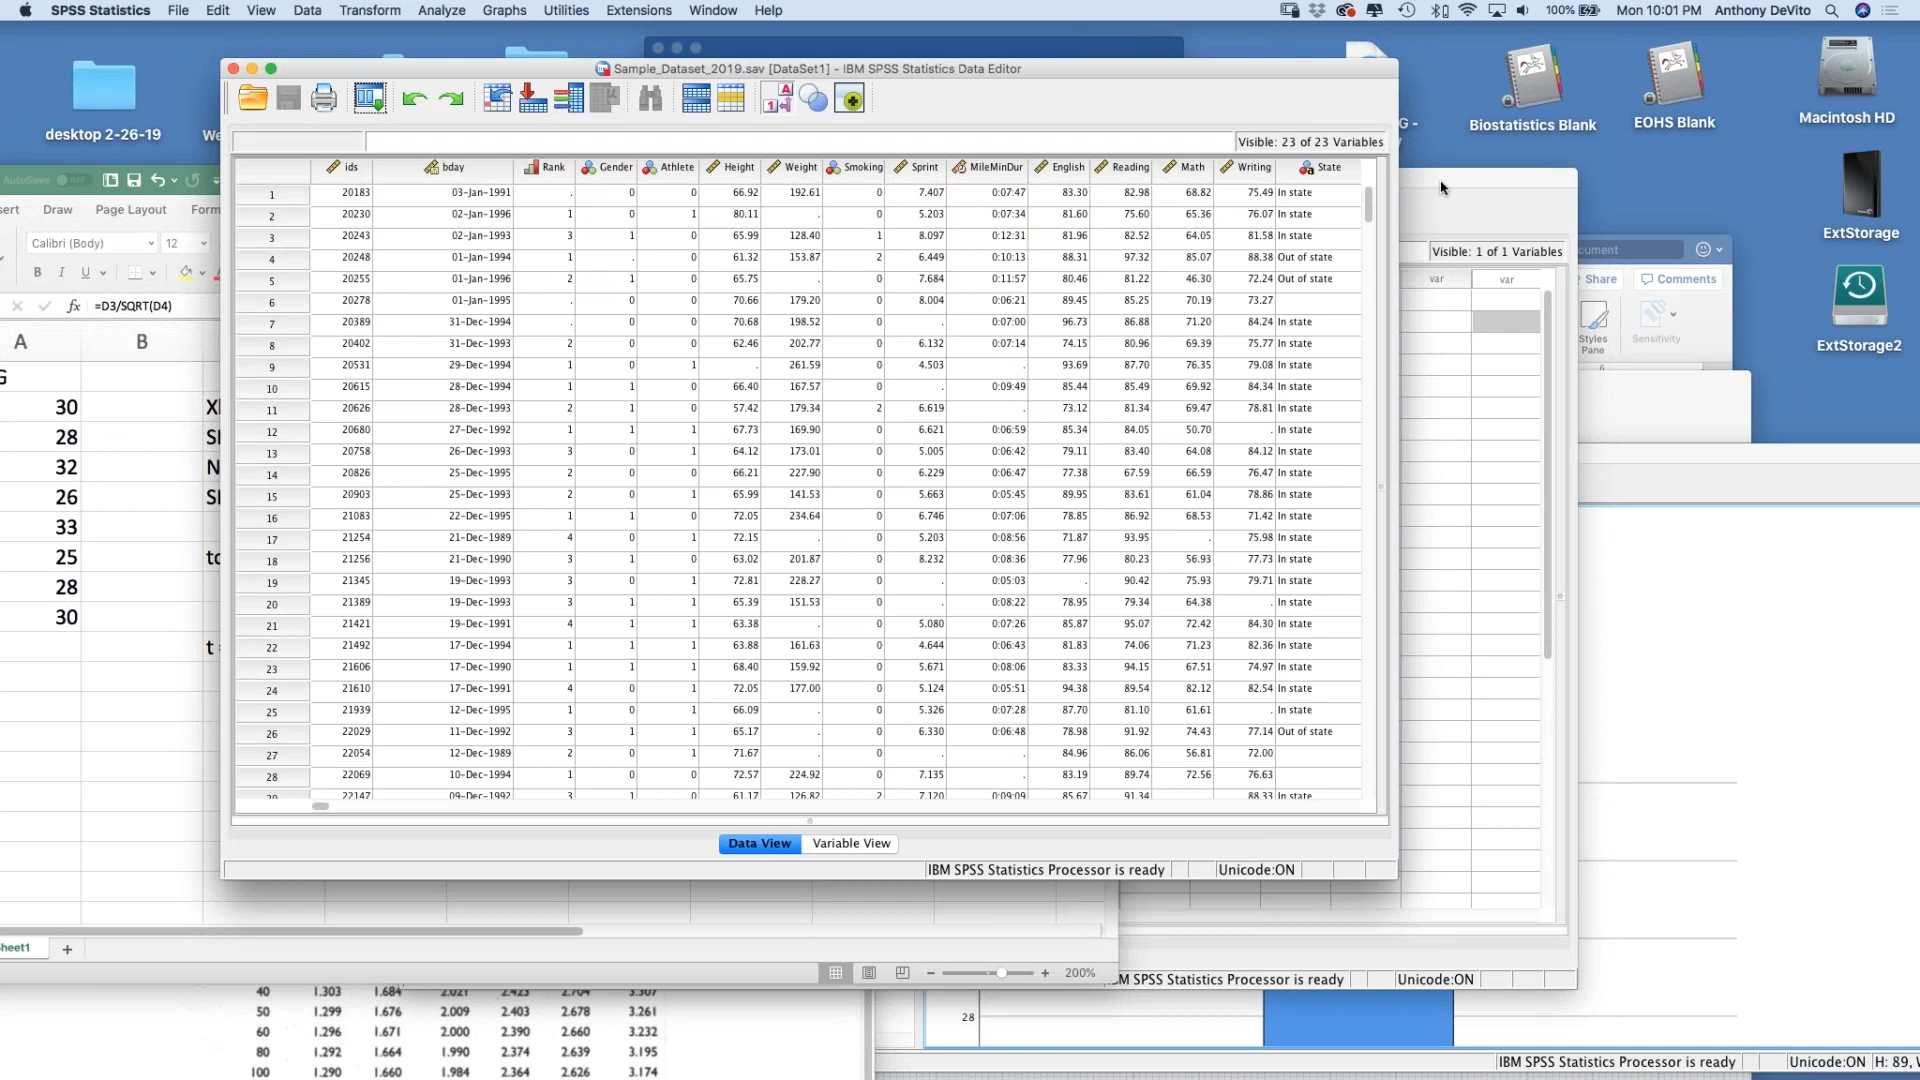 SPSS Statistics File Edit View Data Transform Analyze Graphs Utilities Extensions Window Help 100% Mon 10:01 PM Anthony DeVito
Sample_Dataset_2019.sav [DataSet1] - IBM SPSS Statistics Data Editor
desktop 2-26-19
Biostatistics Blank
EOHS Blank
Macintosh HD
ExtStorage
ExtStorage2
Visible: 23 of 23 Variables
ids bday Rank Gender Athlete Height Weight Smoking Sprint MileMinDur English Reading Math Writing State
1 20183 03-Jan-1991 . 0 0 66.92 192.61 0 7.407 0:07:47 83.30 82.98 68.82 75.49 In state
2 20230 02-Jan-1996 1 0 1 80.11 . 0 5.203 0:07:34 81.60 75.60 65.36 76.07 In state
3 20243 02-Jan-1993 3 1 0 65.99 128.40 1 8.097 0:12:31 81.96 82.52 64.05 81.58 In state
4 20248 01-Jan-1994 1 . 0 61.32 153.87 2 6.449 0:10:13 88.31 97.32 85.07 88.38 Out of state
5 20255 01-Jan-1996 2 1 0 65.75 . 0 7.684 0:11:57 80.46 81.22 46.30 72.24 Out of state
6 20278 01-Jan-1995 . 0 0 70.66 179.20 0 8.004 0:06:21 89.45 85.25 70.19 73.27
7 20389 31-Dec-1994 . 0 0 70.68 198.52 0 . 0:07:00 96.73 86.88 71.20 84.24 In state
8 20402 31-Dec-1993 2 0 0 62.46 202.77 0 6.132 0:07:14 74.15 80.96 69.39 75.77 In state
9 20531 29-Dec-1994 1 0 1 . 261.59 0 4.503 . 93.69 87.70 76.35 79.08 In state
10 20615 28-Dec-1994 1 1 0 66.40 167.57 0 . 0:09:49 85.44 85.49 69.92 84.34 In state
11 20626 28-Dec-1993 2 1 0 57.42 179.34 2 6.619 . 73.12 81.34 69.47 78.81 In state
12 20680 27-Dec-1992 1 1 1 67.73 169.90 0 6.621 0:06:59 85.34 84.05 50.70 . In state
13 20758 26-Dec-1993 3 0 1 64.12 173.01 0 5.005 0:06:42 79.11 83.40 64.08 84.12 In state
14 20826 25-Dec-1995 2 0 0 66.21 227.90 0 6.229 0:06:47 77.38 67.59 66.59 76.47 In state
15 20903 25-Dec-1993 2 0 1 65.99 141.53 0 5.663 0:05:45 89.95 83.61 61.04 78.86 In state
16 21083 22-Dec-1995 1 1 0 72.05 234.64 0 6.746 0:07:06 78.85 86.92 68.53 71.42 In state
17 21254 21-Dec-1989 4 0 1 72.15 . 0 5.203 0:08:56 71.87 93.95 . 75.98 In state
18 21256 21-Dec-1990 3 1 0 63.02 201.87 0 8.232 0:08:36 77.96 80.23 56.93 77.73 In state
19 21345 19-Dec-1993 3 0 1 72.81 228.27 0 . 0:05:03 . 90.42 75.93 79.71 In state
20 21389 19-Dec-1993 3 1 1 65.39 151.53 0 . 0:08:22 78.95 79.34 64.38 . In state
21 21421 19-Dec-1991 4 1 1 63.38 . 0 5.080 0:07:26 85.87 95.07 72.42 84.30 In state
22 21492 17-Dec-1994 1 1 1 63.88 161.63 0 4.644 0:06:43 81.83 74.06 71.23 82.36 In state
23 21606 17-Dec-1990 1 1 1 68.40 159.92 0 5.671 0:08:06 83.33 94.15 67.51 74.97 In state
24 21610 17-Dec-1991 4 0 1 72.05 177.00 0 5.124 0:05:51 94.38 89.54 82.12 82.54 In state
25 21939 12-Dec-1995 1 0 1 66.09 . 0 5.326 0:07:28 87.70 81.10 61.61 . In state
26 22029 11-Dec-1992 3 1 1 65.17 . 0 6.330 0:06:48 78.98 91.92 74.43 77.14 Out of state
27 22054 12-Dec-1989 2 0 1 71.67 . 0 . . 84.96 86.06 56.81 72.00
28 22069 10-Dec-1994 1 0 0 72.57 224.92 0 7.135 . 83.19 89.74 72.56 76.63
22147 09-Dec-1992 3 1 0 61.17 126.82 2 7.120 0:09:09 85.67 91.34 88.33 In state
Data View Variable View
IBM SPSS Statistics Processor is ready Unicode:ON
AutoSave OFF
Draw Page Layout
Calibri (Body) 12
B I U
fx =D3/SQRT(D4)
A B
30
28
32
26
33
25
28
30
t
+
200%
Visible: 1 of 1 Variables
var var
Share Comments
Styles Pane
Sensitivity
SPSS Statistics Processor is ready Unicode:ON
40 1.303 1.684 2.021 2.423 2.704 3.307
50 1.299 1.676 2.009 2.403 2.678 3.261
60 1.296 1.671 2.000 2.390 2.660 3.232
80 1.292 1.664 1.990 2.374 2.639 3.195
100 1.290 1.660 1.984 2.364 2.626 3.174
28
IBM SPSS Statistics Processor is ready Unicode:ON H: 89,